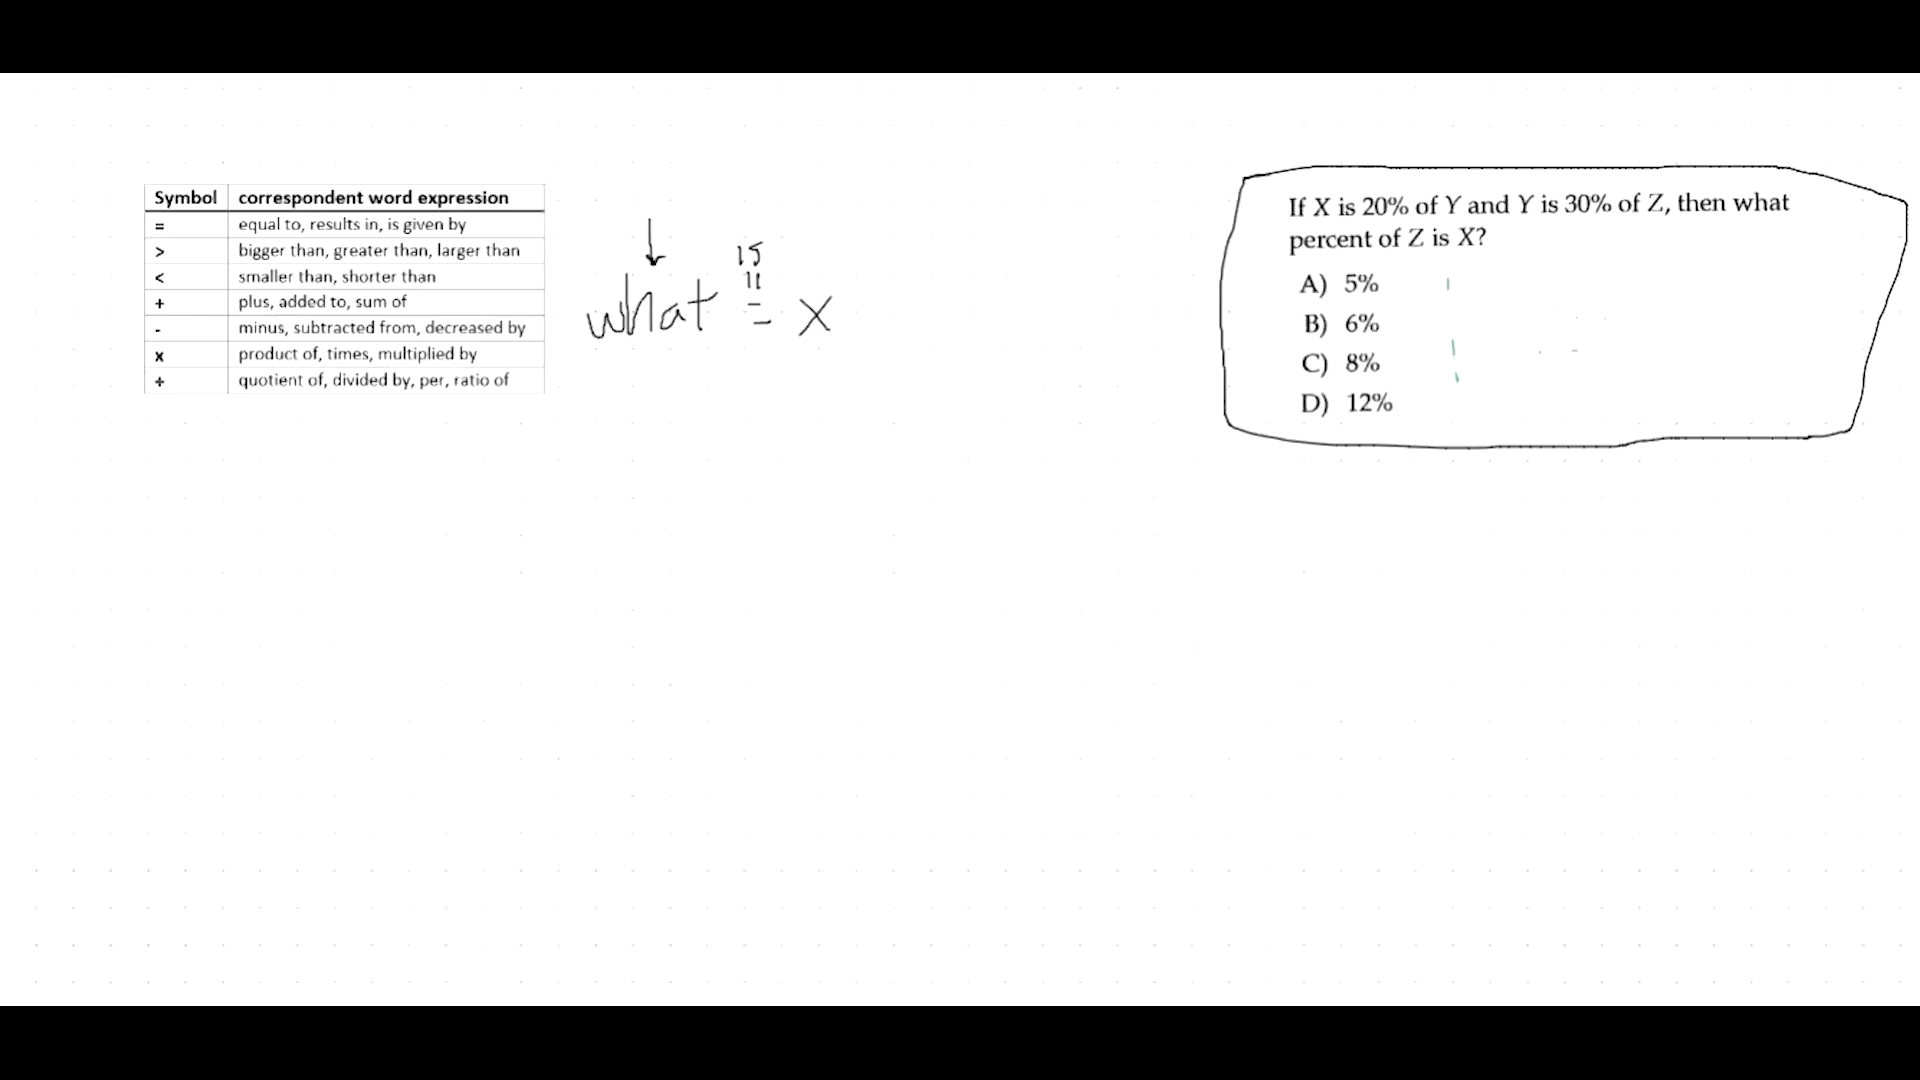 Symbol correspondent word expression
= equal to, results in, is given by
> bigger than, greater than, larger than
< smaller than, shorter than
+ plus, added to, sum of
- minus, subtracted from, decreased by
x product of, times, multiplied by
÷ quotient of, divided by, per, ratio of
is
"
what = x
If X is 20% of Y and Y is 30% of Z, then what
percent of Z is X?
A) 5%
B) 6%
C) 8%
D) 12%